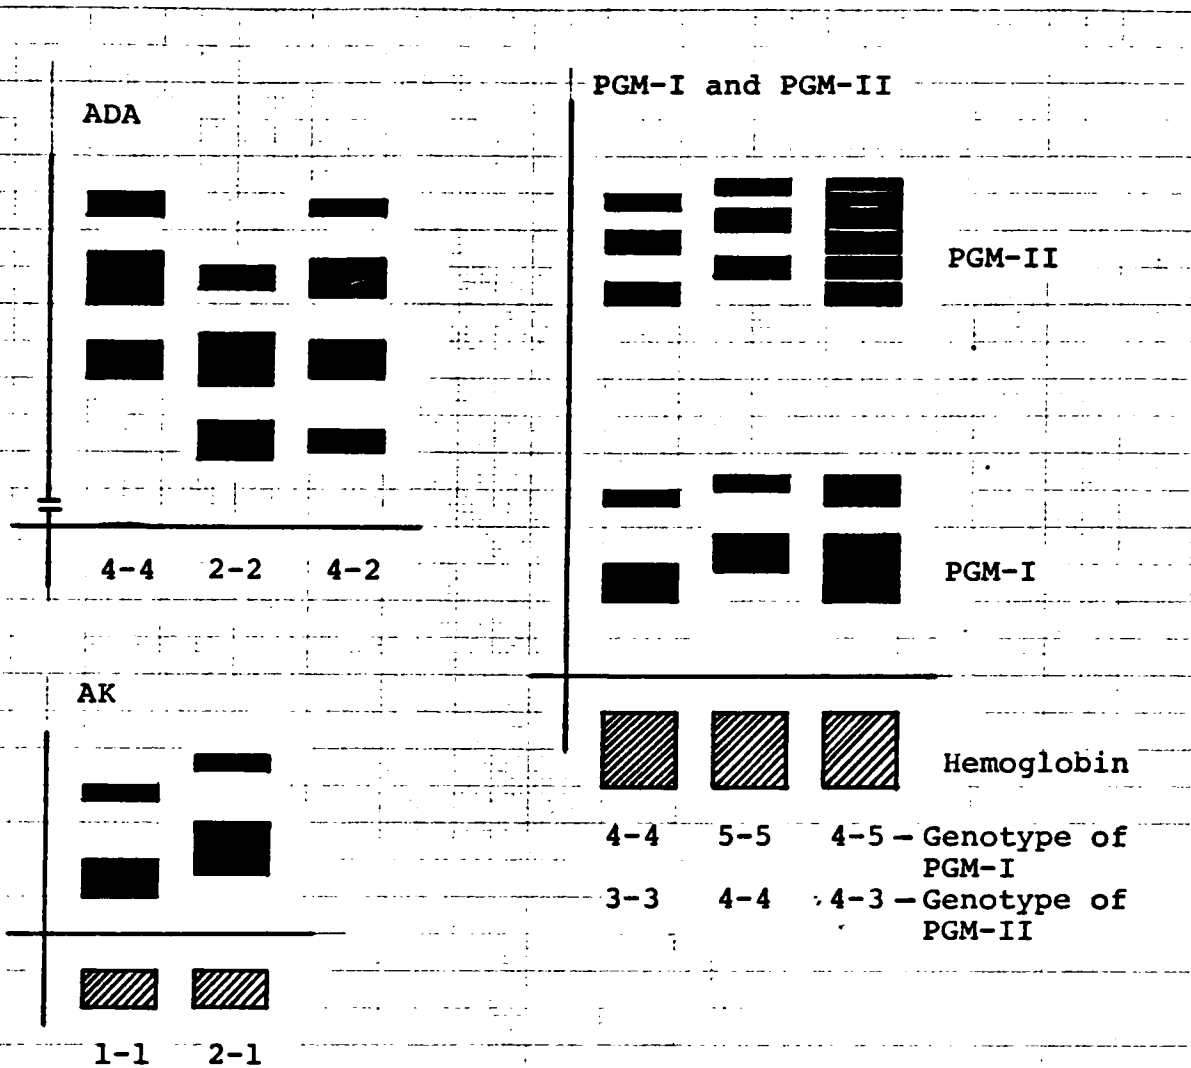 ADA
4-4 2-2 4-2
AK
1-1 2-1
PGM-I and PGM-II
PGM-II
PGM-I
Hemoglobin
4-4 5-5 4-5 — Genotype of
PGM-I
3-3 4-4 4-3 — Genotype of
PGM-II